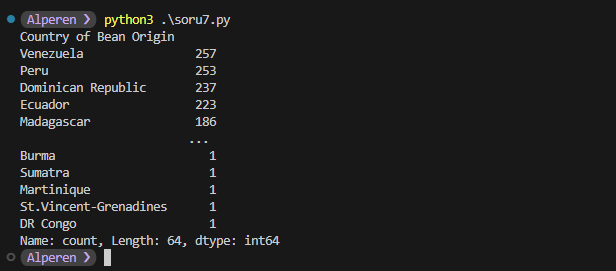 Alperen ❯ python3 .\soru7.py
Country of Bean Origin
Venezuela 257
Peru 253
Dominican Republic 237
Ecuador 223
Madagascar 186
...
Burma 1
Sumatra 1
Martinique 1
St.Vincent-Grenadines 1
DR Congo 1
Name: count, Length: 64, dtype: int64
Alperen ❯